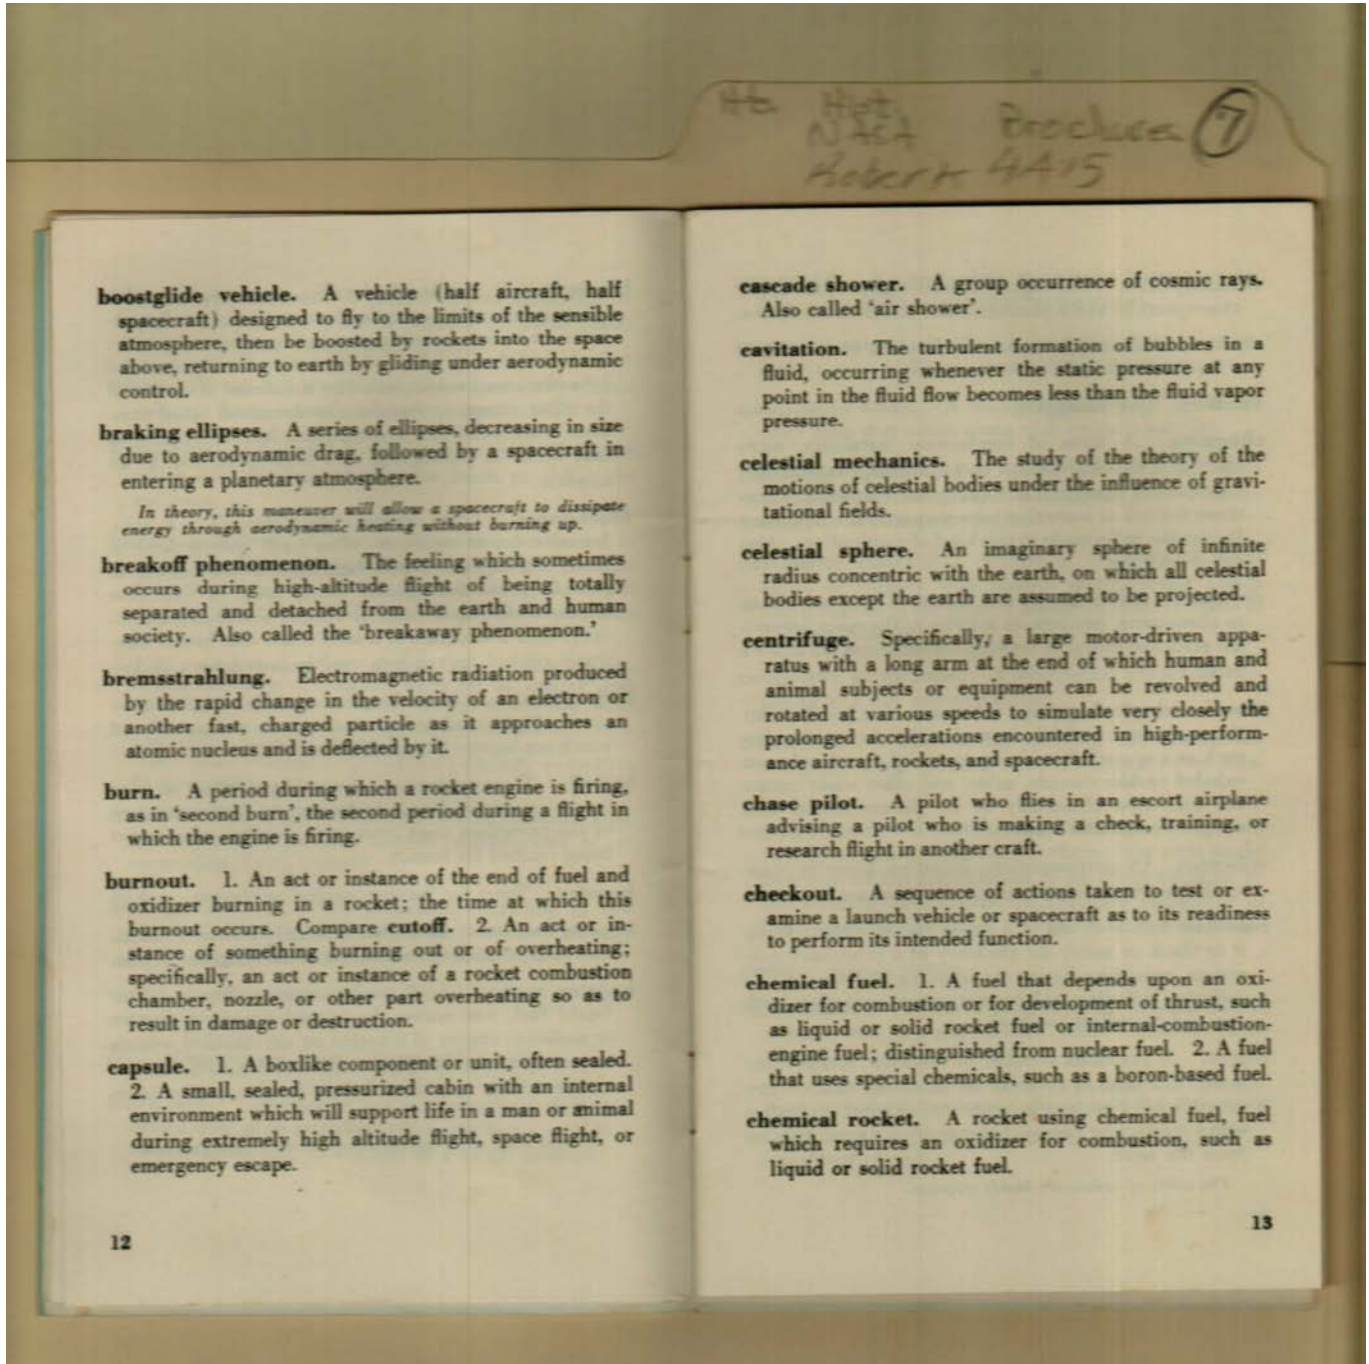 Hst.
Brochures 7
boostglide vehicle. A vehicle (half aircraft, half
spacecraft) designed to fly to the limits of the sensible
atmosphere, then be boosted by rockets into the space
above, returning to earth by gliding under aerodynamic
control.
braking ellipses. A series of ellipses, decreasing in size
due to aerodynamic drag, followed by a spacecraft in
entering a planetary atmosphere.
In theory, this maneuver will allow a spacecraft to dissipate
energy through aerodynamic heating without burning up.
breakoff phenomenon. The feeling which sometimes
occurs during high-altitude flight of being totally
separated and detached from the earth and human
society. Also called the 'breakaway phenomenon.'
bremsstrahlung. Electromagnetic radiation produced
by the rapid change in the velocity of an electron or
another fast, charged particle as it approaches an
atomic nucleus and is deflected by it.
burn. A period during which a rocket engine is firing,
as in 'second burn', the second period during a flight in
which the engine is firing.
burnout. 1. An act or instance of the end of fuel and
oxidizer burning in a rocket; the time at which this
burnout occurs. Compare cutoff. 2. An act or in-
stance of something burning out or of overheating;
specifically, an act or instance of a rocket combustion
chamber, nozzle, or other part overheating so as to
result in damage or destruction.
capsule. 1. A boxlike component or unit, often sealed.
2. A small, sealed, pressurized cabin with an internal
environment which will support life in a man or animal
during extremely high altitude flight, space flight, or
emergency escape.
12
cascade shower. A group occurrence of cosmic rays.
Also called 'air shower'.
cavitation. The turbulent formation of bubbles in a
fluid, occurring whenever the static pressure at any
point in the fluid flow becomes less than the fluid vapor
pressure.
celestial mechanics. The study of the theory of the
motions of celestial bodies under the influence of gravi-
tational fields.
celestial sphere. An imaginary sphere of infinite
radius concentric with the earth, on which all celestial
bodies except the earth are assumed to be projected.
centrifuge. Specifically, a large motor-driven appa-
ratus with a long arm at the end of which human and
animal subjects or equipment can be revolved and
rotated at various speeds to simulate very closely the
prolonged accelerations encountered in high-perform-
ance aircraft, rockets, and spacecraft.
chase pilot. A pilot who flies in an escort airplane
advising a pilot who is making a check, training, or
research flight in another craft.
checkout. A sequence of actions taken to test or ex-
amine a launch vehicle or spacecraft as to its readiness
to perform its intended function.
chemical fuel. 1. A fuel that depends upon an oxi-
dizer for combustion or for development of thrust, such
as liquid or solid rocket fuel or internal-combustion-
engine fuel; distinguished from nuclear fuel. 2. A fuel
that uses special chemicals, such as a boron-based fuel.
chemical rocket. A rocket using chemical fuel, fuel
which requires an oxidizer for combustion, such as
liquid or solid rocket fuel.
13